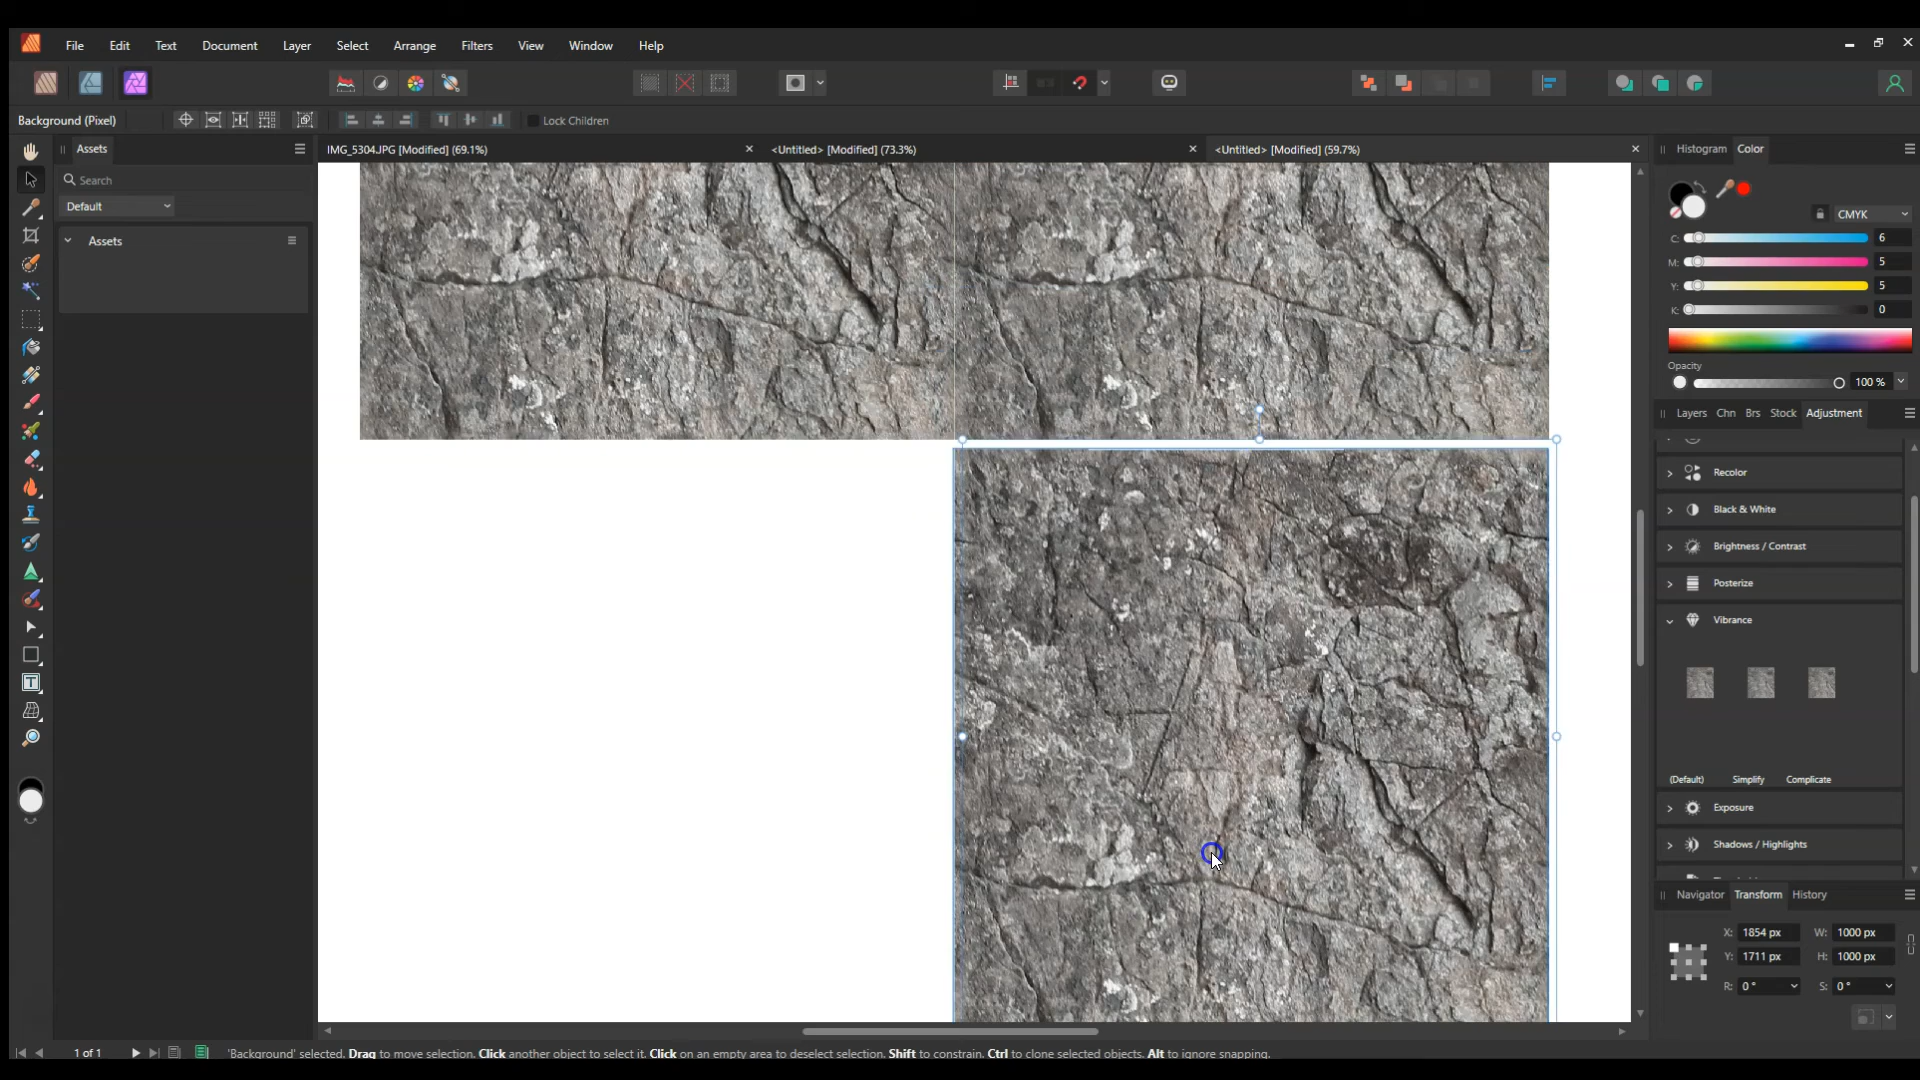 File Edit Text Document Layer Select Arrange Filters View Window Help
Background (Pixel)
Lock Children
Assets
IMG_5304.JPG [Modified] (69.1%)
<Untitled> [Modified] (73.3%)
<Untitled> [Modified] (59.7%)
Histogram Color
Search
Default
Assets
CMYK
C: 6
M: 5
Y: 5
K: 0
Opacity
100 %
Layers Chn Brs Stock Adjustment
Recolor
Black & White
Brightness / Contrast
Posterize
Vibrance
(Default) Simplify Complicate
Exposure
Shadows / Highlights
Navigator Transform History
X: 1854 px W: 1000 px
Y: 1711 px H: 1000 px
R: 0 ° S: 0 °
1 of 1
'Background' selected. Drag to move selection. Click another object to select it. Click on an empty area to deselect selection. Shift to constrain. Ctrl to clone selected objects. Alt to ignore snapping.